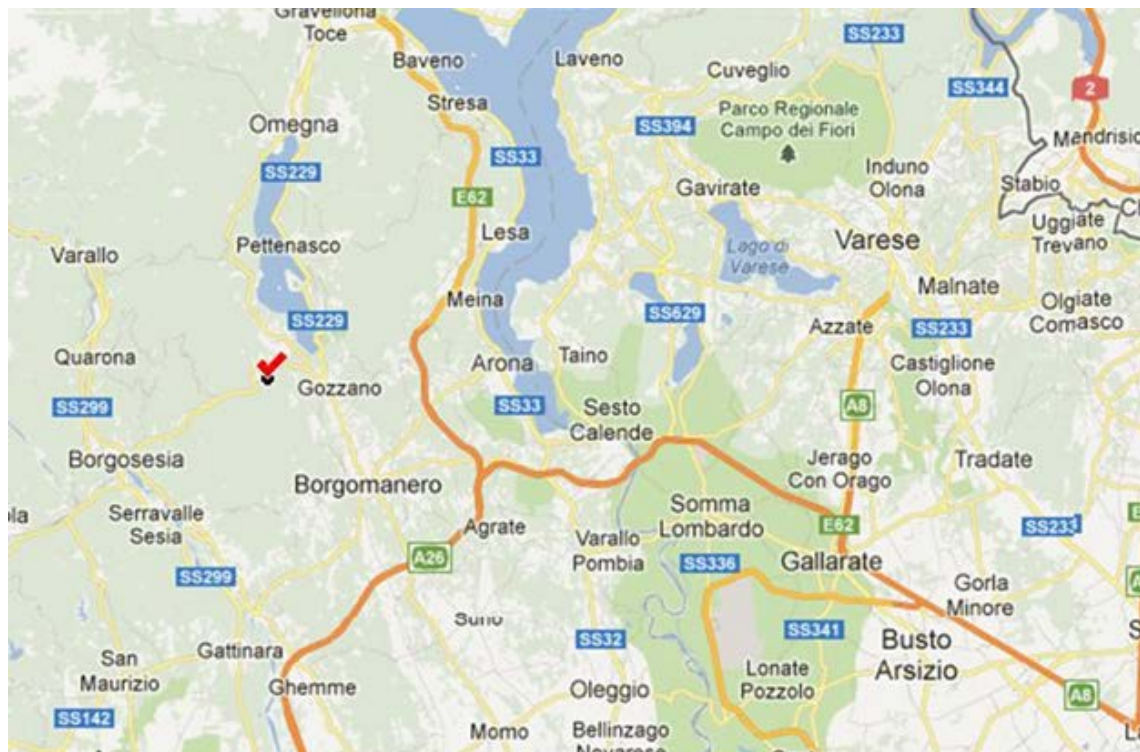 Gravellona
Toce
Baveno
Laveno
Cuveglio
SS233
SS344
2
Stresa
Parco Regionale
Campo dei Fiori
Omegna
SS394
Mendrisio
SS33
SS229
Induno
Olona
Stabio
E62
Gavirate
Uggiate
Trevano
Lesa
Varese
Varallo
Pettenasco
Lago di
Varese
Malnate
Meina
Olgiate
Comasco
SS629
SS229
Azzate
SS233
Quarona
Arona
Taino
Castiglione
Olona
Gozzano
SS299
SS33
A8
Sesto
Calende
Borgosesia
Jerago
Con Orago
Tradate
Borgomanero
Serravalle
Sesia
Somma
Lombardo
Agrate
E62
SS233
Varallo
Pombia
A26
SS336
Gallarate
SS299
Gorla
Minore
Suno
SS32
SS341
Busto
Arsizio
Gattinara
San
Maurizio
Ghemme
Lonate
Pozzolo
Oleggio
A8
SS142
Momo
Bellinzago
Novarese